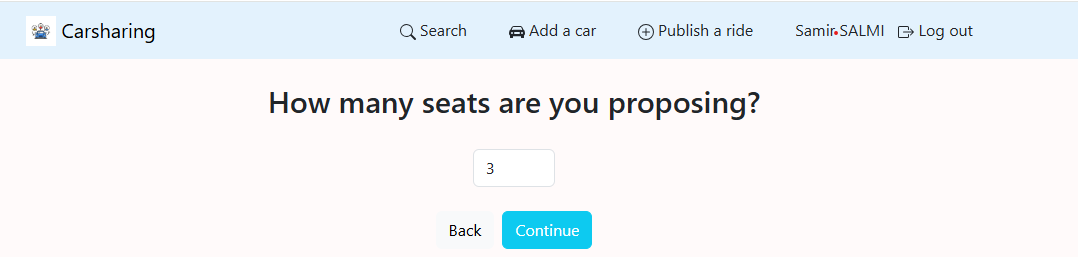 Carsharing Search Add a car Publish a ride Samir SALMI Log out
How many seats are you proposing?
3
Back Continue